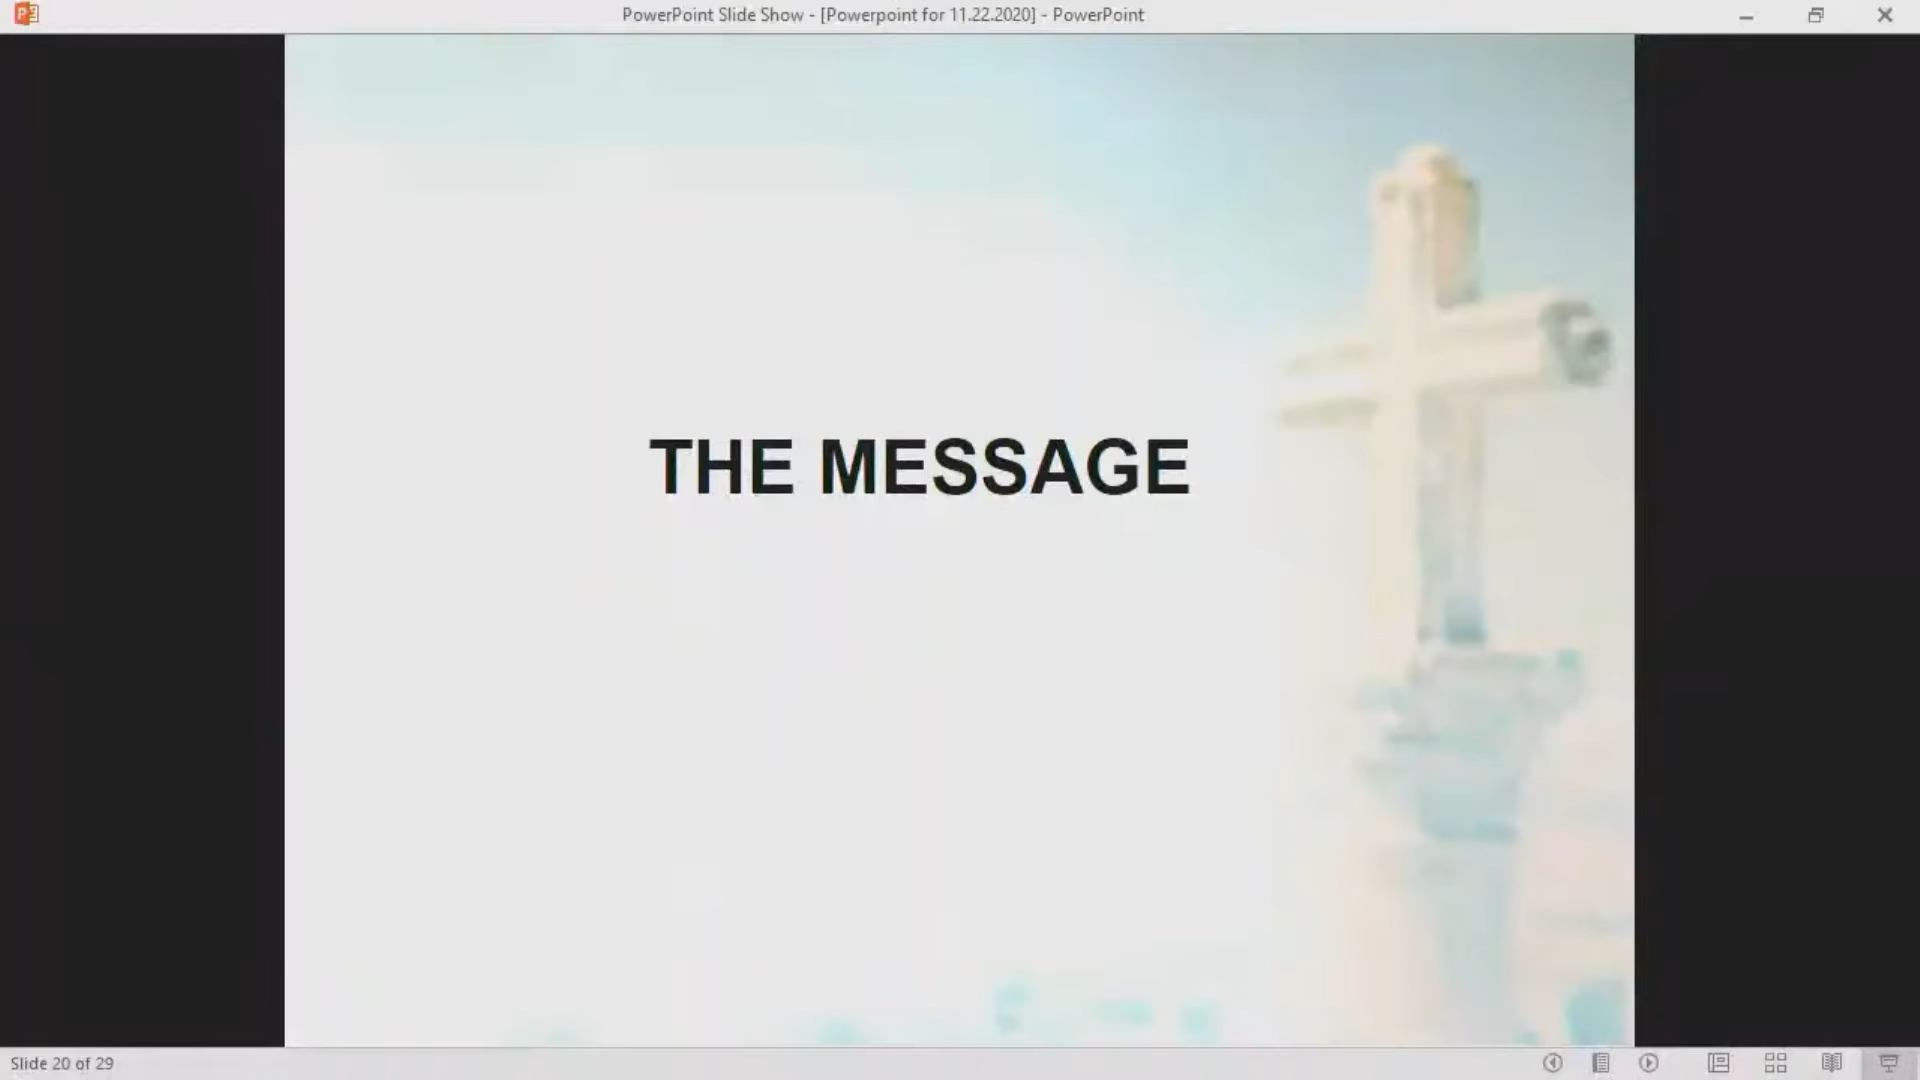 PowerPoint Slide Show - [Powerpoint for 11.22.2020] - PowerPoint
THE MESSAGE
Slide 20 of 29